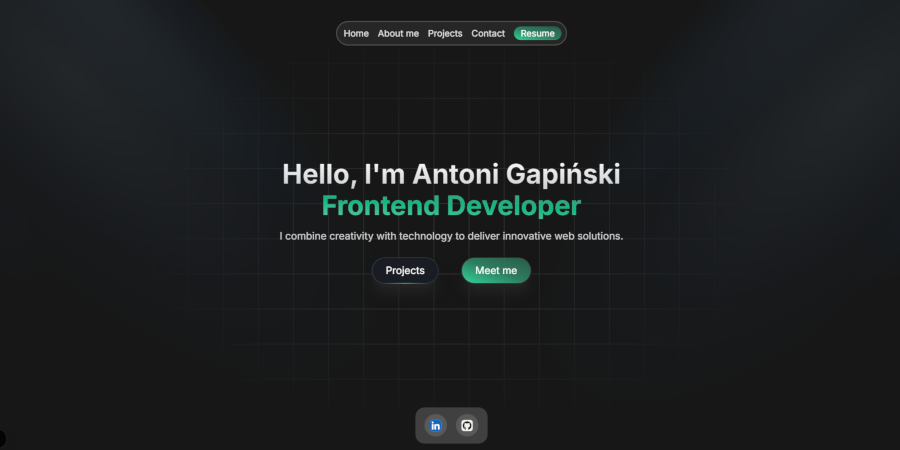 Home About me Projects Contact Resume
Hello, I'm Antoni Gapiński
Frontend Developer
I combine creativity with technology to deliver innovative web solutions.
Projects Meet me
in